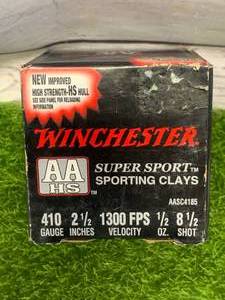 NEW IMPROVED
HIGH STRENGTH-HS HULL
SEE SIDE PANEL FOR RELOADING
INFORMATION
WINCHESTER
AA
HS
SUPER SPORT™
SPORTING CLAYS
AASC4185
410 2 1/2 1300 FPS 1/2 8 1/2
GAUGE INCHES VELOCITY OZ. SHOT